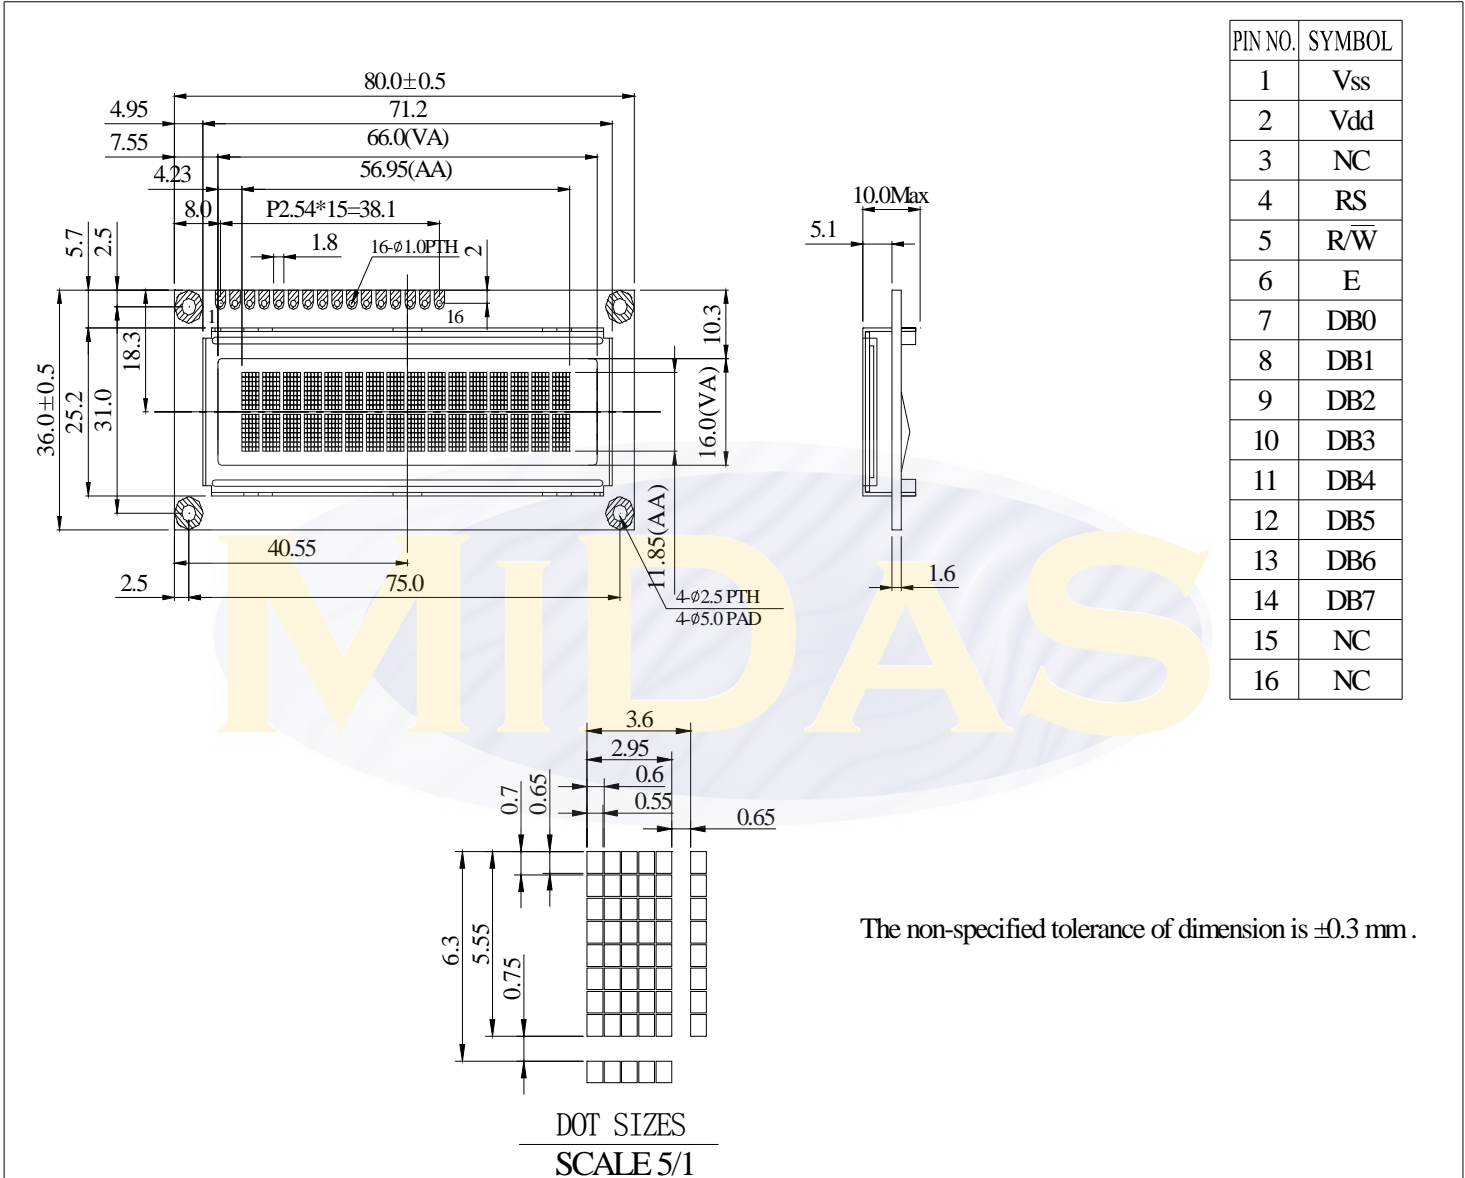 PIN NO. SYMBOL
1 Vss
2 Vdd
3 NC
4 RS
5 R/W̅
6 E
7 DB0
8 DB1
9 DB2
10 DB3
11 DB4
12 DB5
13 DB6
14 DB7
15 NC
16 NC
80.0±0.5
4.95 71.2
7.55 66.0(VA)
4.23 56.95(AA)
8.0 P2.54*15=38.1
5.7 2.5 1.8 16-ø1.0PTH 2
1 16
36.0±0.5 25.2 31.0 18.3
10.3 16.0(VA) 11.85(AA)
40.55
2.5 75.0
4-ø2.5 PTH
4-ø5.0 PAD
10.0Max
5.1
1.6
MIDAS
3.6
2.95
0.7 0.65 0.6
0.55
0.65
6.3 5.55 0.75
The non-specified tolerance of dimension is ±0.3 mm .
DOT SIZES
SCALE 5/1